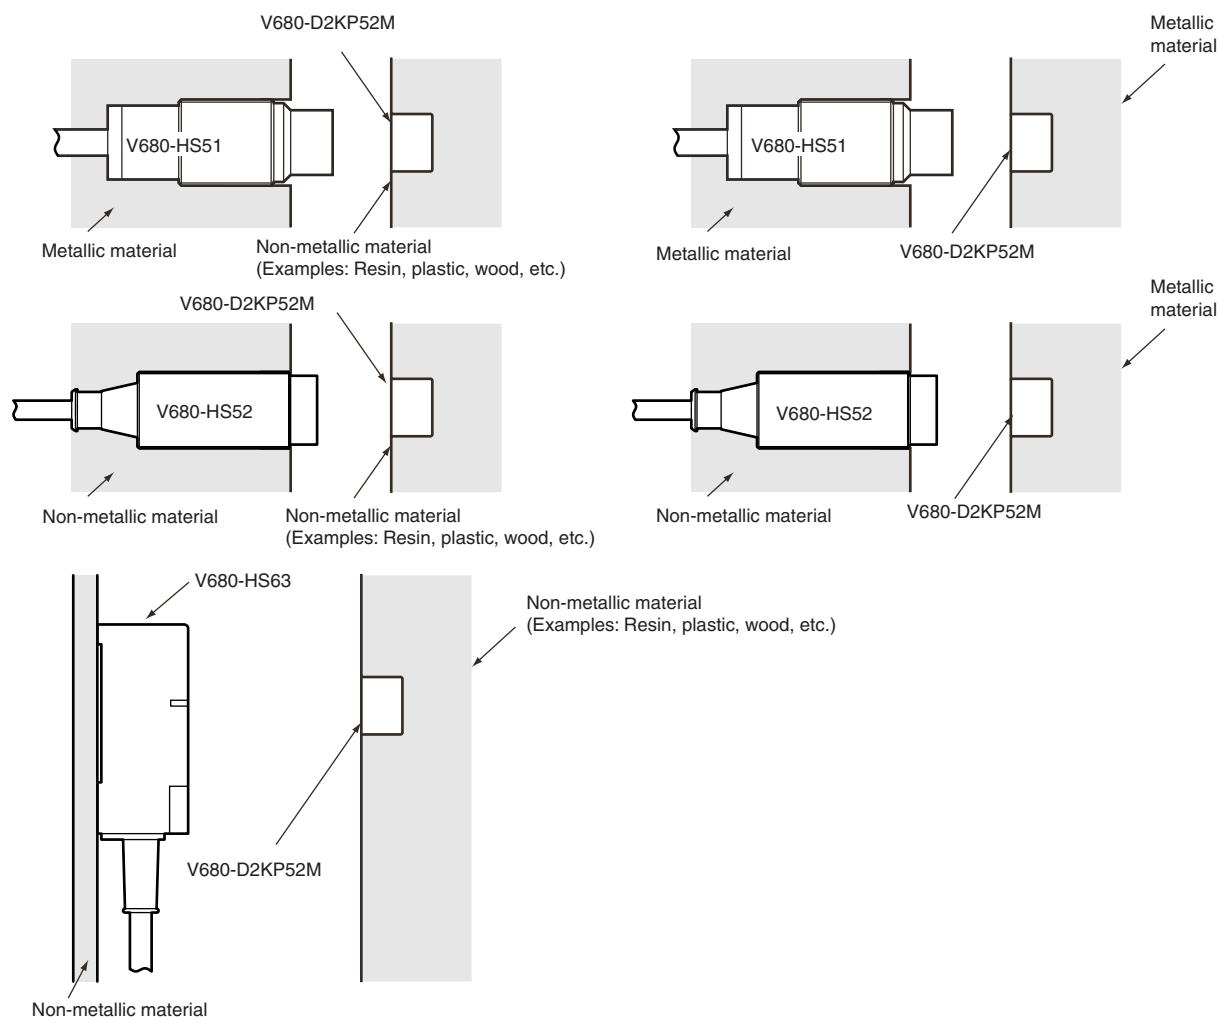 V680-D2KP52M
V680-HS51
Metallic material
Non-metallic material
(Examples: Resin, plastic, wood, etc.)
Metallic
material
V680-HS51
Metallic material
V680-D2KP52M
V680-D2KP52M
V680-HS52
Non-metallic material
Non-metallic material
(Examples: Resin, plastic, wood, etc.)
Metallic
material
V680-HS52
Non-metallic material
V680-D2KP52M
V680-HS63
Non-metallic material
(Examples: Resin, plastic, wood, etc.)
V680-D2KP52M
Non-metallic material